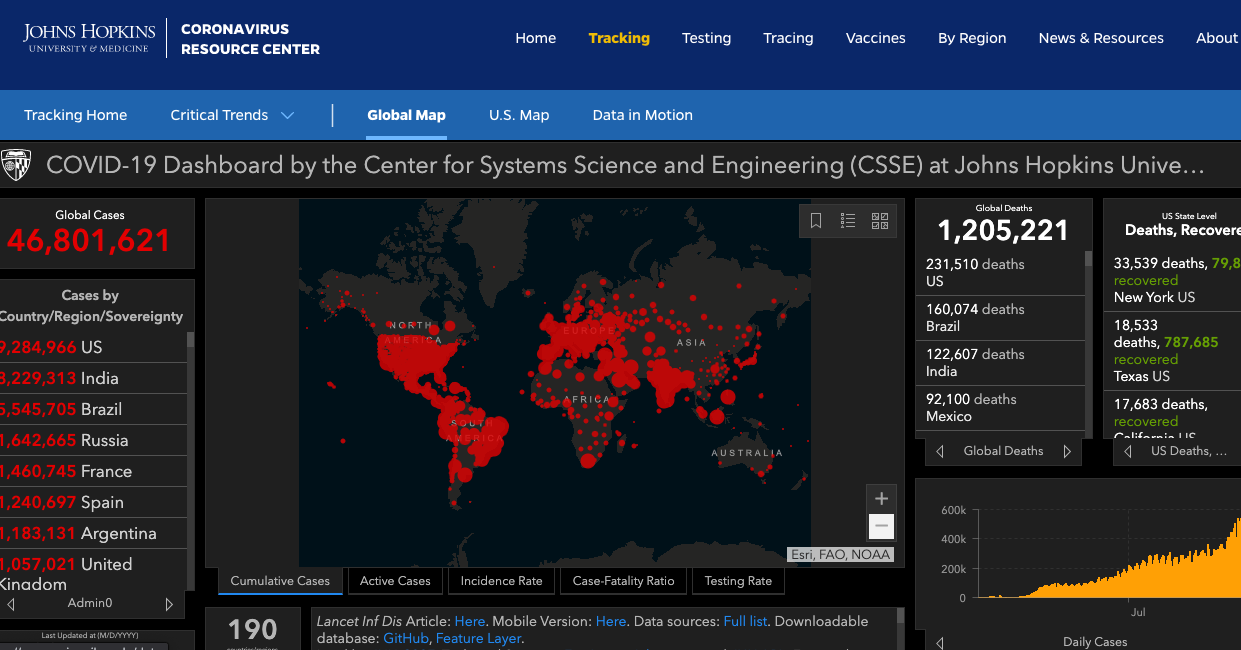 JOHNS HOPKINS
UNIVERSITY & MEDICINE
CORONAVIRUS
RESOURCE CENTER
Home Tracking Testing Tracing Vaccines By Region News & Resources About
Tracking Home Critical Trends Global Map U.S. Map Data in Motion
COVID-19 Dashboard by the Center for Systems Science and Engineering (CSSE) at Johns Hopkins Unive...
Global Cases
46,801,621
Cases by
Country/Region/Sovereignty
9,284,966 US
8,229,313 India
5,545,705 Brazil
1,642,665 Russia
1,460,745 France
1,240,697 Spain
1,183,131 Argentina
1,057,021 United
Kingdom
Admin0
Last Updated at (M/D/YYYY)
NORTH
AMERICA
EUROPE
ASIA
AFRICA
SOUTH
AMERICA
AUSTRALIA
+
−
Esri, FAO, NOAA
Cumulative Cases Active Cases Incidence Rate Case-Fatality Ratio Testing Rate
190
countries/regions
Lancet Inf Dis Article: Here. Mobile Version: Here. Data sources: Full list. Downloadable
database: GitHub, Feature Layer.
Global Deaths
1,205,221
231,510 deaths
US
160,074 deaths
Brazil
122,607 deaths
India
92,100 deaths
Mexico
Global Deaths
US State Level
Deaths, Recovere
33,539 deaths, 79,8
recovered
New York US
18,533
deaths, 787,685
recovered
Texas US
17,683 deaths,
recovered
California US
US Deaths, ...
600k
400k
200k
0
Jul
Daily Cases